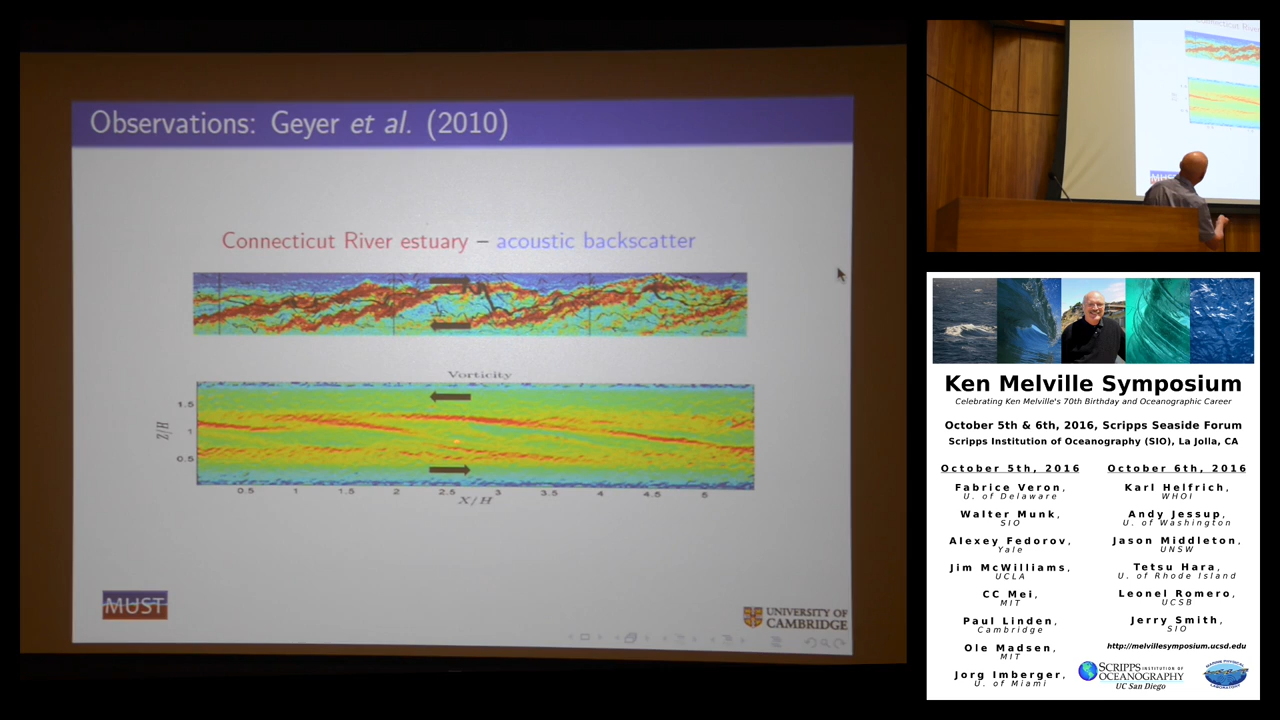 Observations: Geyer et al. (2010)
Connecticut River estuary – acoustic backscatter
Vorticity
Z/H
1.5
1
0.5
0.5 1 1.5 2 2.5 3 3.5 4 4.5 5
X/H
MUST
UNIVERSITY OF
CAMBRIDGE
MUST
Ken Melville Symposium
Celebrating Ken Melville's 70th Birthday and Oceanographic Career
October 5th & 6th, 2016, Scripps Seaside Forum
Scripps Institution of Oceanography (SIO), La Jolla, CA
October 5th, 2016
Fabrice Veron,
U. of Delaware
Walter Munk,
SIO
Alexey Fedorov,
Yale
Jim McWilliams,
UCLA
CC Mei,
MIT
Paul Linden,
Cambridge
Ole Madsen,
MIT
Jorg Imberger,
U. of Miami
October 6th, 2016
Karl Helfrich,
WHOI
Andy Jessup,
U. of Washington
Jason Middleton,
UNSW
Tetsu Hara,
U. of Rhode Island
Leonel Romero,
UCSB
Jerry Smith,
SIO
http://melvillesymposium.ucsd.edu
SCRIPPS INSTITUTION OF
OCEANOGRAPHY
UC San Diego
MARINE PHYSICAL
LABORATORY